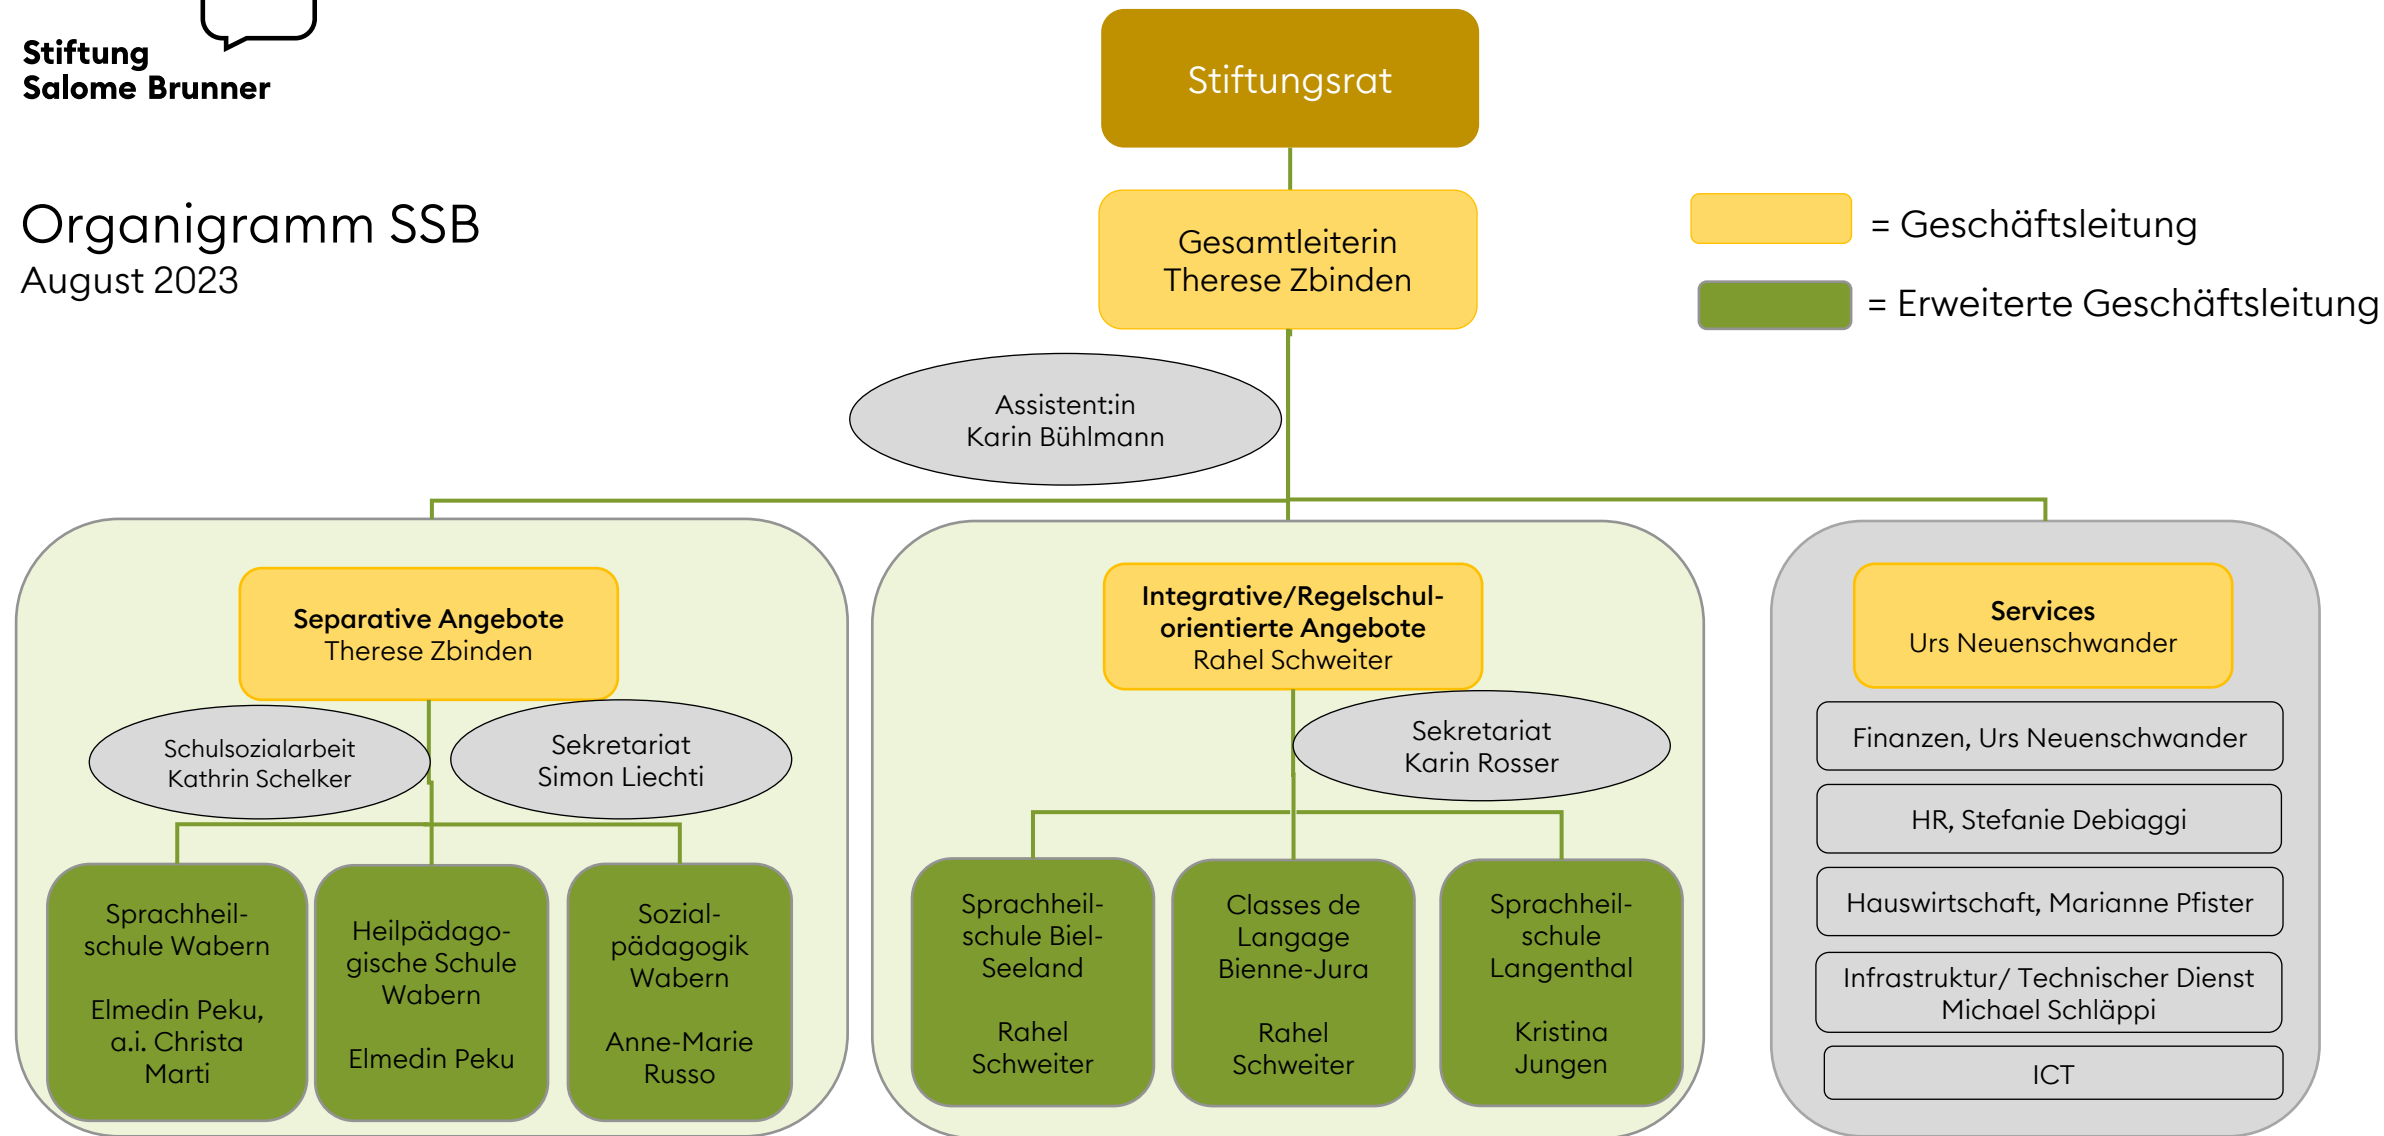 Stiftung
Salome Brunner
Organigramm SSB
August 2023
Stiftungsrat
Gesamtleiterin
Therese Zbinden
= Geschäftsleitung
= Erweiterte Geschäftsleitung
Assistent:in
Karin Bühlmann
Separative Angebote
Therese Zbinden
Schulsozialarbeit
Kathrin Schelker
Sekretariat
Simon Liechti
Sprachheil-
schule Wabern
Elmedin Peku,
a.i. Christa
Marti
Heilpädago-
gische Schule
Wabern
Elmedin Peku
Sozial-
pädagogik
Wabern
Anne-Marie
Russo
Integrative/Regelschul-
orientierte Angebote
Rahel Schweiter
Sekretariat
Karin Rosser
Sprachheil-
schule Biel-
Seeland
Rahel
Schweiter
Classes de
Langage
Bienne-Jura
Rahel
Schweiter
Sprachheil-
schule
Langenthal
Kristina
Jungen
Services
Urs Neuenschwander
Finanzen, Urs Neuenschwander
HR, Stefanie Debiaggi
Hauswirtschaft, Marianne Pfister
Infrastruktur/ Technischer Dienst
Michael Schläppi
ICT